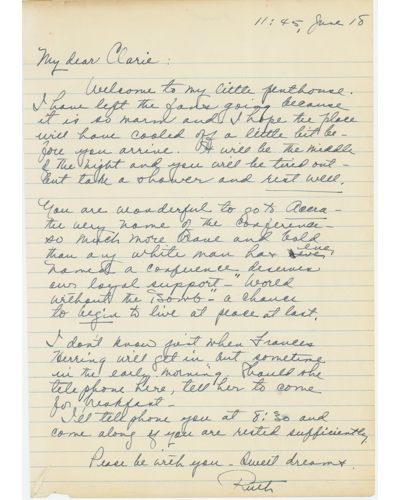 11:45, June 18
My dear Clarie:
Welcome to my little penthouse.
I have left the fans going because
it is so warm and I hope the place
will have cooled off a little bit be-
fore you arrive. It will be the middle
of the night and you will be tired out -
but take a shower and rest well.
You are wonderful to go to Accra -
the very name of the conference -
so much more brave and bold
than any white man has ever
named a conference, deserves
our loyal support - "World
without the Bomb" - a chance
to begin to live at peace at last.
I don't know just when Frances
Herring will get in but sometime
in the early morning. Should she
telephone here, tell her to come
for breakfast -
I'll telephone you at 8:30 and
come along if you are rested sufficiently
Peace be with you - Sweet dreams.
Ruth